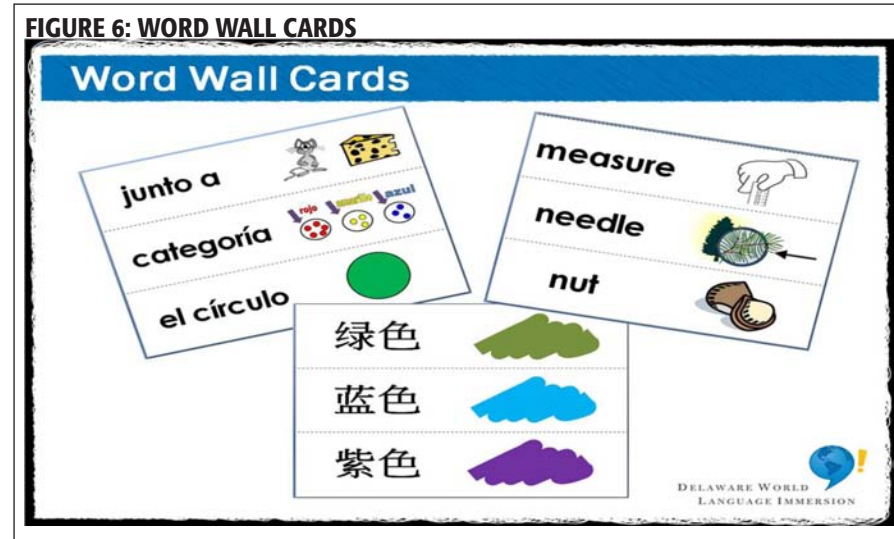 FIGURE 6: WORD WALL CARDS
Word Wall Cards
junto a
categoría
rojo
amarillo
azul
el círculo
measure
needle
nut
绿色
蓝色
紫色
DELAWARE WORLD
LANGUAGE IMMERSION